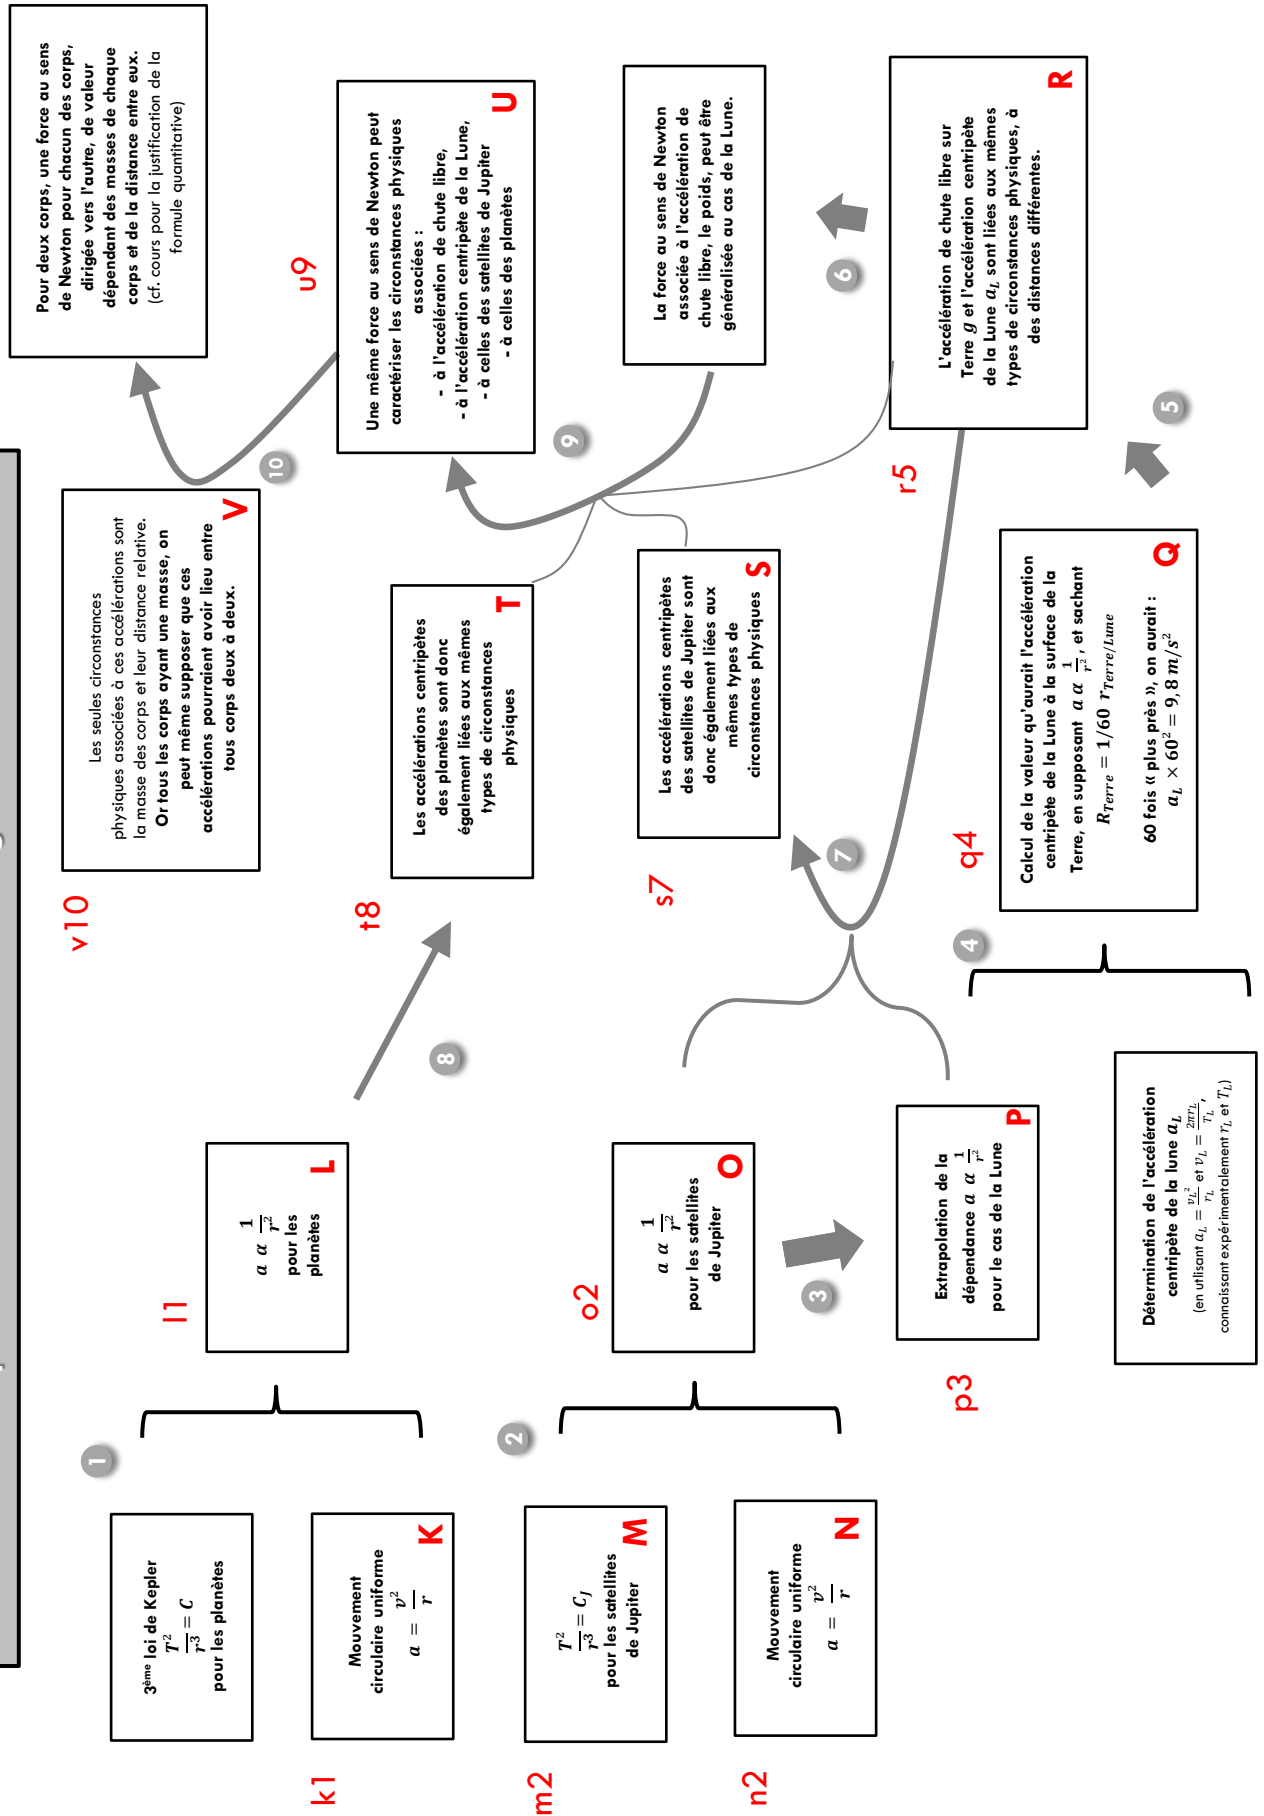 1
3ème loi de Kepler
T²/r³ = C
pour les planètes
k1
Mouvement
circulaire uniforme
a = v²/r
K
l1
a α 1/r²
pour les
planètes
L
2
m2
T²/r³ = C_J
pour les satellites
de Jupiter
M
n2
Mouvement
circulaire uniforme
a = v²/r
N
o2
a α 1/r²
pour les satellites
de Jupiter
O
3
p3
Extrapolation de la
dépendance a α 1/r²
pour le cas de la Lune
P
Détermination de l'accélération
centripète de la lune a_L
(en utlisant a_L = v_L²/r_L et v_L = 2πr_L/T_L,
connaissant expérimentalement r_L et T_L)
4
q4
Calcul de la valeur qu'aurait l'accélération
centripète de la Lune à la surface de la
Terre, en supposant a α 1/r², et sachant
R_Terre = 1/60 r_Terre/Lune
60 fois « plus près », on aurait :
a_L × 60² = 9,8 m/s²
Q
5
r5
L'accélération de chute libre sur
Terre g et l'accélération centripète
de la Lune a_L sont liées aux mêmes
types de circonstances physiques, à
des distances différentes.
R
6
La force au sens de Newton
associée à l'accélération de
chute libre, le poids, peut être
généralisée au cas de la Lune.
7
s7
Les accélérations centripètes
des satellites de Jupiter sont
donc également liées aux
mêmes types de
circonstances physiques
S
8
t8
Les accélérations centripètes
des planètes sont donc
également liées aux mêmes
types de circonstances
physiques
T
9
u9
Une même force au sens de Newton peut
caractériser les circonstances physiques
associées :
- à l'accélération de chute libre,
- à l'accélération centripète de la Lune,
- à celles des satellites de Jupiter
- à celles des planètes
U
10
v10
Les seules circonstances
physiques associées à ces accélérations sont
la masse des corps et leur distance relative.
Or tous les corps ayant une masse, on
peut même supposer que ces
accélérations pourraient avoir lieu entre
tous corps deux à deux.
V
Pour deux corps, une force au sens
de Newton pour chacun des corps,
dirigée vers l'autre, de valeur
dépendant des masses de chaque
corps et de la distance entre eux.
(cf. cours pour la justification de la
formule quantitative)